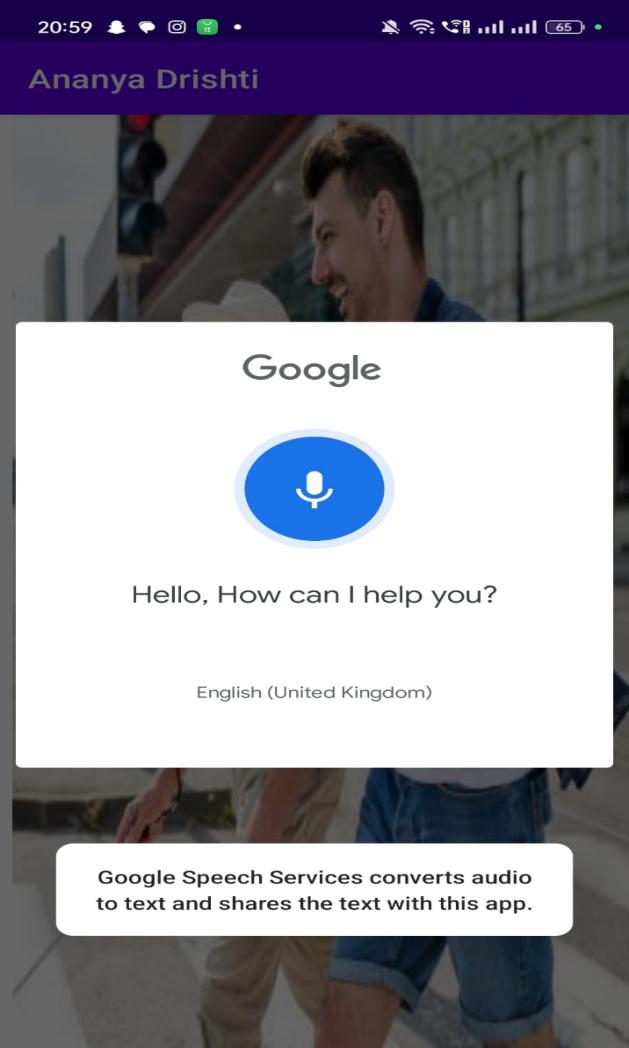 20:59
65
Ananya Drishti
Google
Hello, How can I help you?
English (United Kingdom)
Google Speech Services converts audio
to text and shares the text with this app.